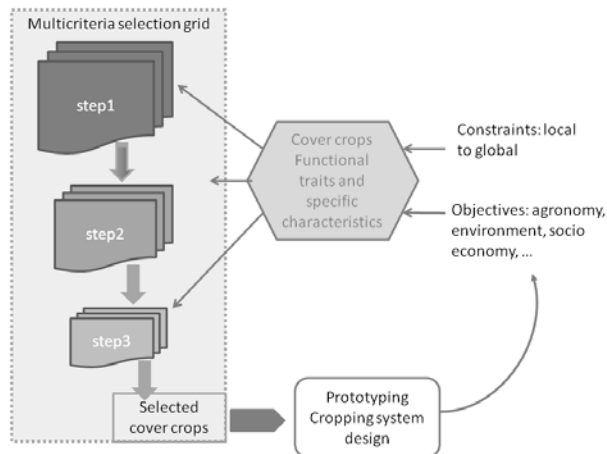 Multicriteria selection grid
step1
step2
step3
Selected
cover crops
Cover crops
Functional
traits and
specific
characteristics
Constraints: local
to global
Objectives: agronomy,
environment, socio
economy, ...
Prototyping
Cropping system
design